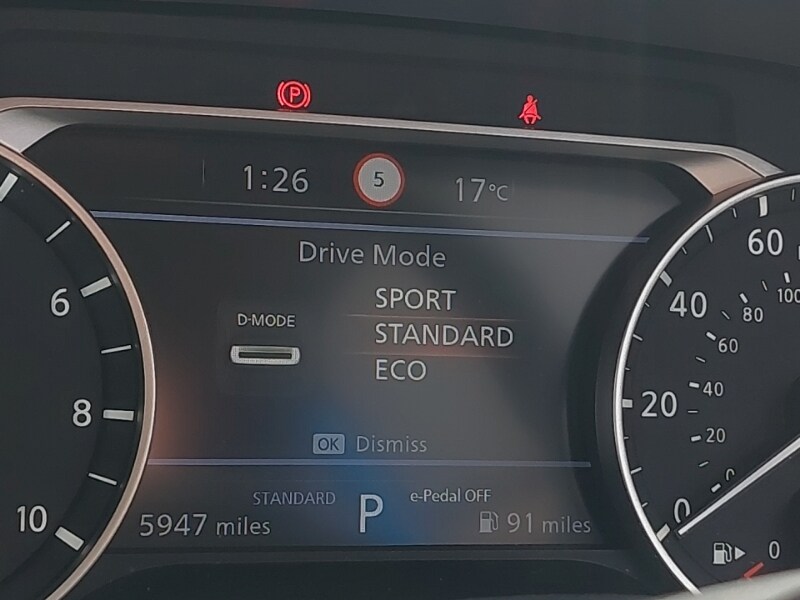 P
1:26 5 17°C
Drive Mode
D-MODE
SPORT
STANDARD
ECO
OK Dismiss
STANDARD P e-Pedal OFF
5947 miles 91 miles
6
8
10
60
40
20
0
100
80
60
40
20
0
0